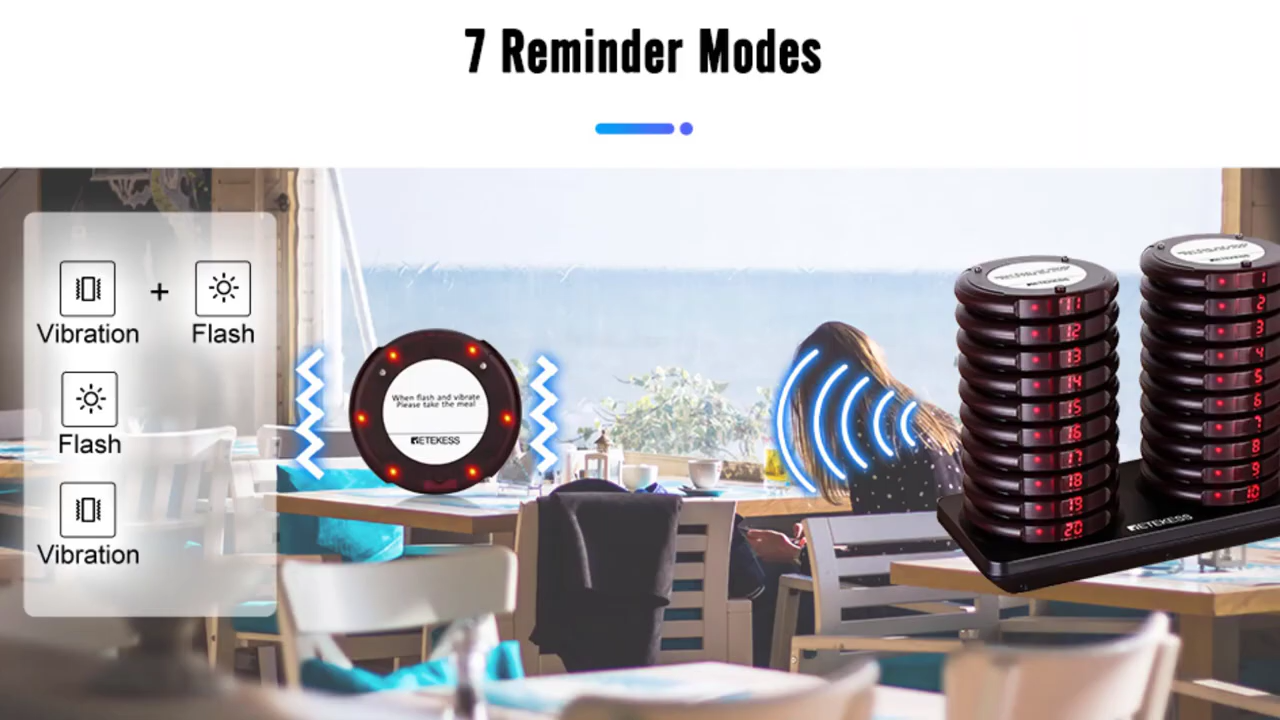 7 Reminder Modes
Vibration + Flash
Flash
Vibration
When flash and vibrate
Please take the meal
RETEKESS
11
12
13
14
15
16
17
18
19
20
1
2
3
4
5
6
7
8
9
10
RETEKESS